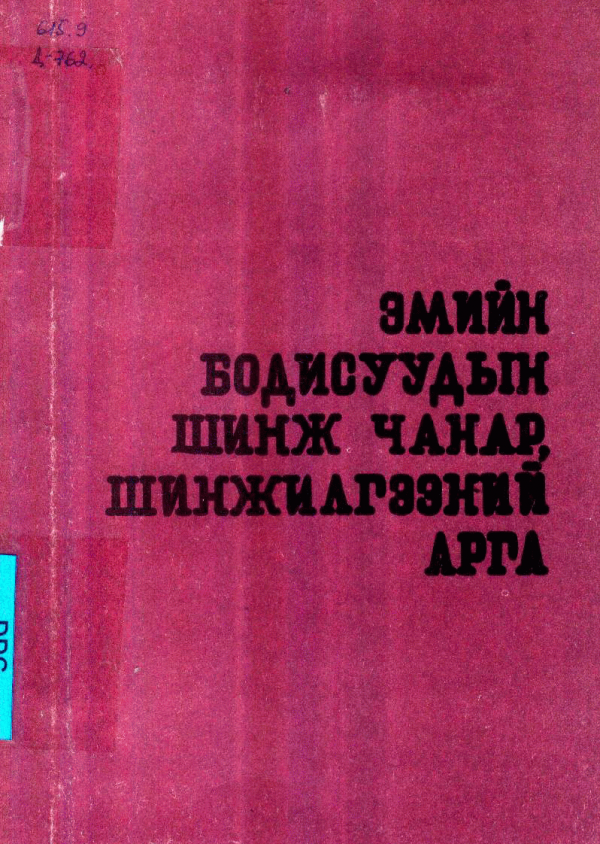 615.9
Д-762
ЭМИЙН
БОДИСУУДЫН
ШИНЖ ЧАНАР,
ШИНЖИЛГЭЭНИЙ
АРГА